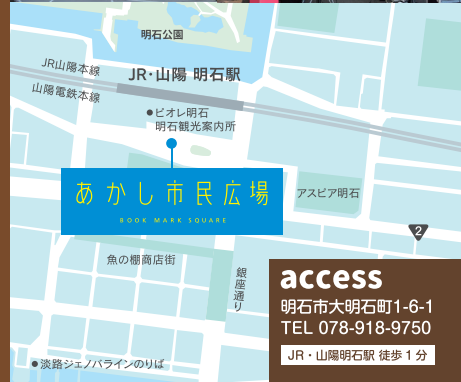 明石公園
JR山陽本線
JR・山陽 明石駅
山陽電鉄本線
ピオレ明石
明石観光案内所
あかし市民広場
BOOK MARK SQUARE
アスピア明石
2
魚の棚商店街
銀座通り
access
明石市大明石町1-6-1
TEL 078-918-9750
JR・山陽明石駅 徒歩1分
淡路ジェノバラインのりば